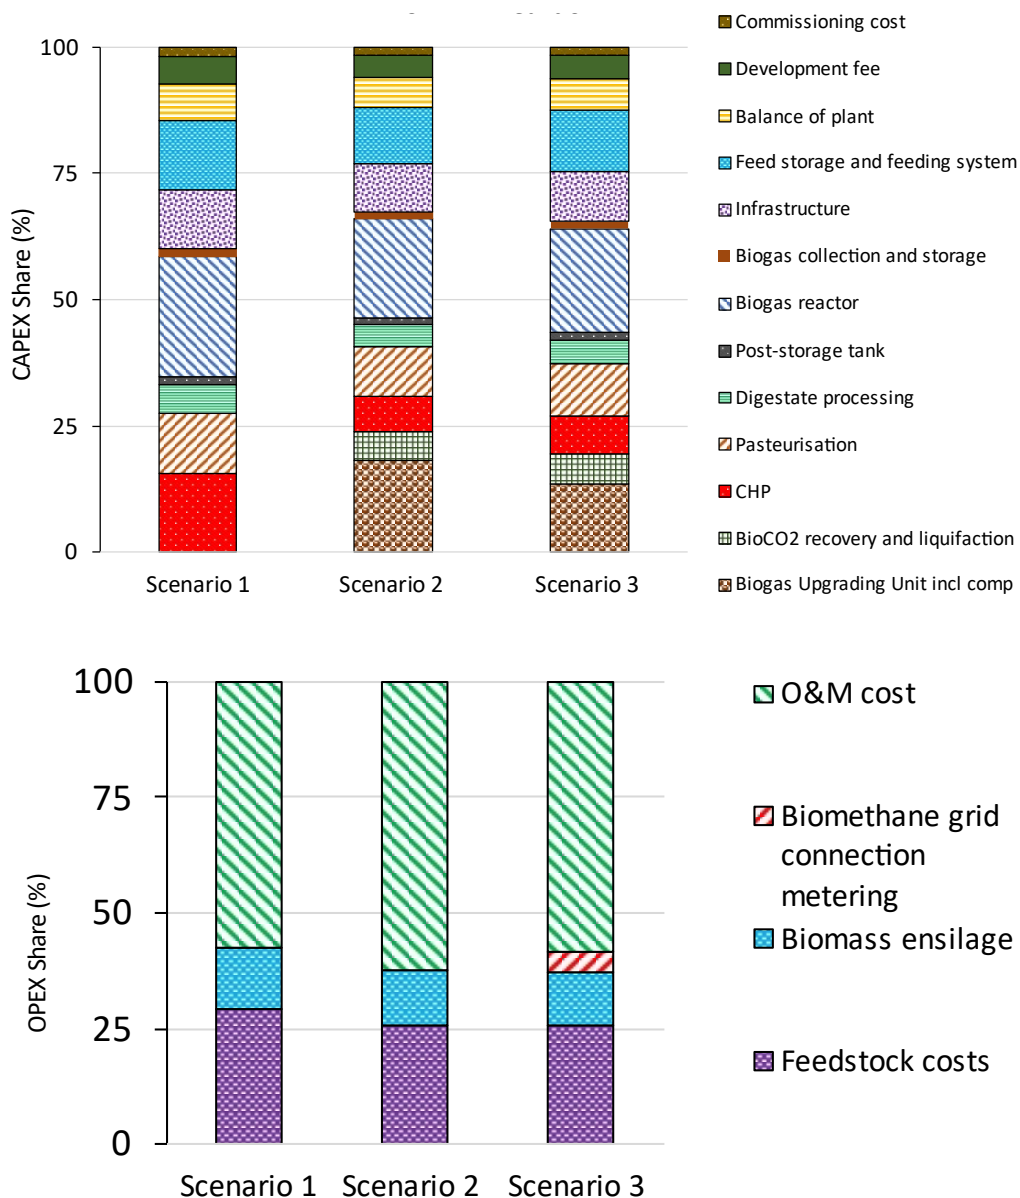 Commissioning cost
100
Development fee
Balance of plant
Feed storage and feeding system
75
Infrastructure
Biogas collection and storage
CAPEX Share (%)
50
Biogas reactor
Post-storage tank
Digestate processing
25
Pasteurisation
CHP
BioCO2 recovery and liquifaction
0
Biogas Upgrading Unit incl comp
Scenario 1 Scenario 2 Scenario 3
100
O&M cost
75
Biomethane grid
connection
metering
50
Biomass ensilage
OPEX Share (%)
25
Feedstock costs
0
Scenario 1 Scenario 2 Scenario 3